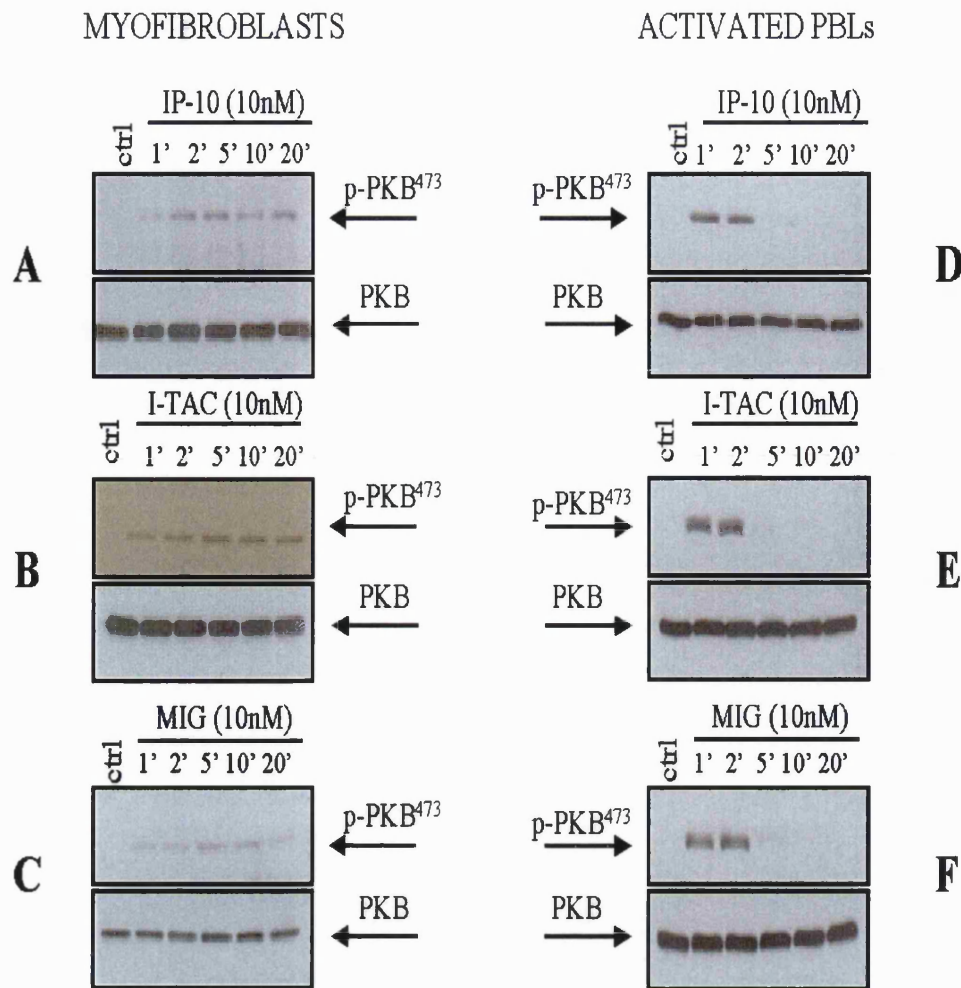 MYOFIBROBLASTS
ACTIVATED PBLs
IP-10 (10nM)
ctrl 1’ 2’ 5’ 10’ 20’
p-PKB⁴⁷³
A
PKB
I-TAC (10nM)
ctrl 1’ 2’ 5’ 10’ 20’
p-PKB⁴⁷³
B
PKB
MIG (10nM)
ctrl 1’ 2’ 5’ 10’ 20’
p-PKB⁴⁷³
C
PKB
IP-10 (10nM)
ctrl 1’ 2’ 5’ 10’ 20’
p-PKB⁴⁷³
D
PKB
I-TAC (10nM)
ctrl 1’ 2’ 5’ 10’ 20’
p-PKB⁴⁷³
E
PKB
MIG (10nM)
ctrl 1’ 2’ 5’ 10’ 20’
p-PKB⁴⁷³
F
PKB